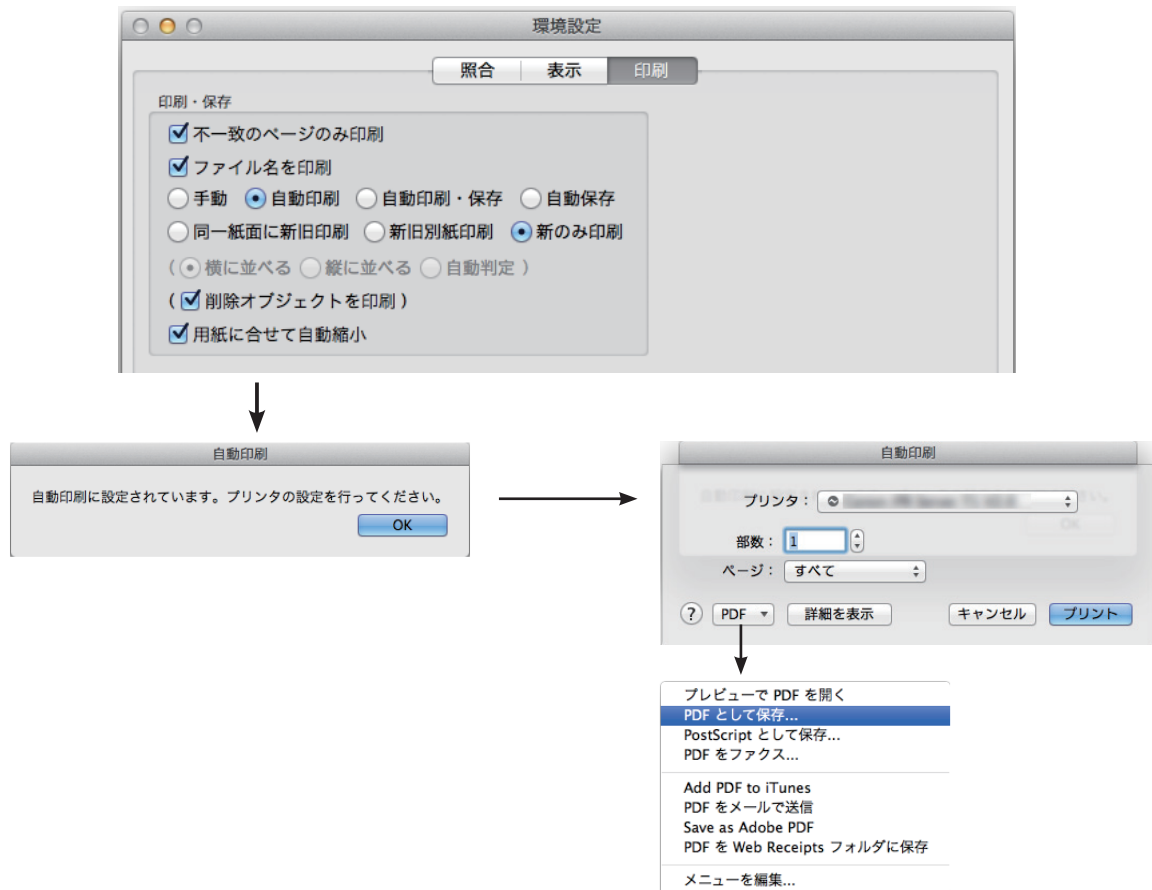 環境設定
照合 表示 印刷
印刷・保存
不一致のページのみ印刷
ファイル名を印刷
手動 自動印刷 自動印刷・保存 自動保存
同一紙面に新旧印刷 新旧別紙印刷 新のみ印刷
( 横に並べる 縦に並べる 自動判定 )
( 削除オブジェクトを印刷 )
用紙に合せて自動縮小
自動印刷
自動印刷に設定されています。プリンタの設定を行ってください。
OK
自動印刷
プリンタ：
部数： 1
ページ： すべて
? PDF 詳細を表示 キャンセル プリント
プレビューで PDF を開く
PDF として保存...
PostScript として保存...
PDF をファクス...
Add PDF to iTunes
PDF をメールで送信
Save as Adobe PDF
PDF を Web Receipts フォルダに保存
メニューを編集...